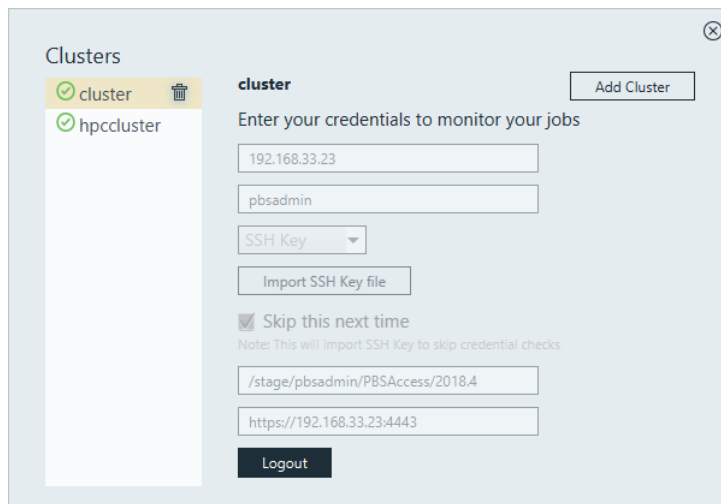 Clusters
cluster
hpccluster
cluster
Add Cluster
Enter your credentials to monitor your jobs
192.168.33.23
pbsadmin
SSH Key
Import SSH Key file
Skip this next time
Note: This will import SSH Key to skip credential checks
/stage/pbsadmin/PBSAccess/2018.4
https://192.168.33.23:4443
Logout